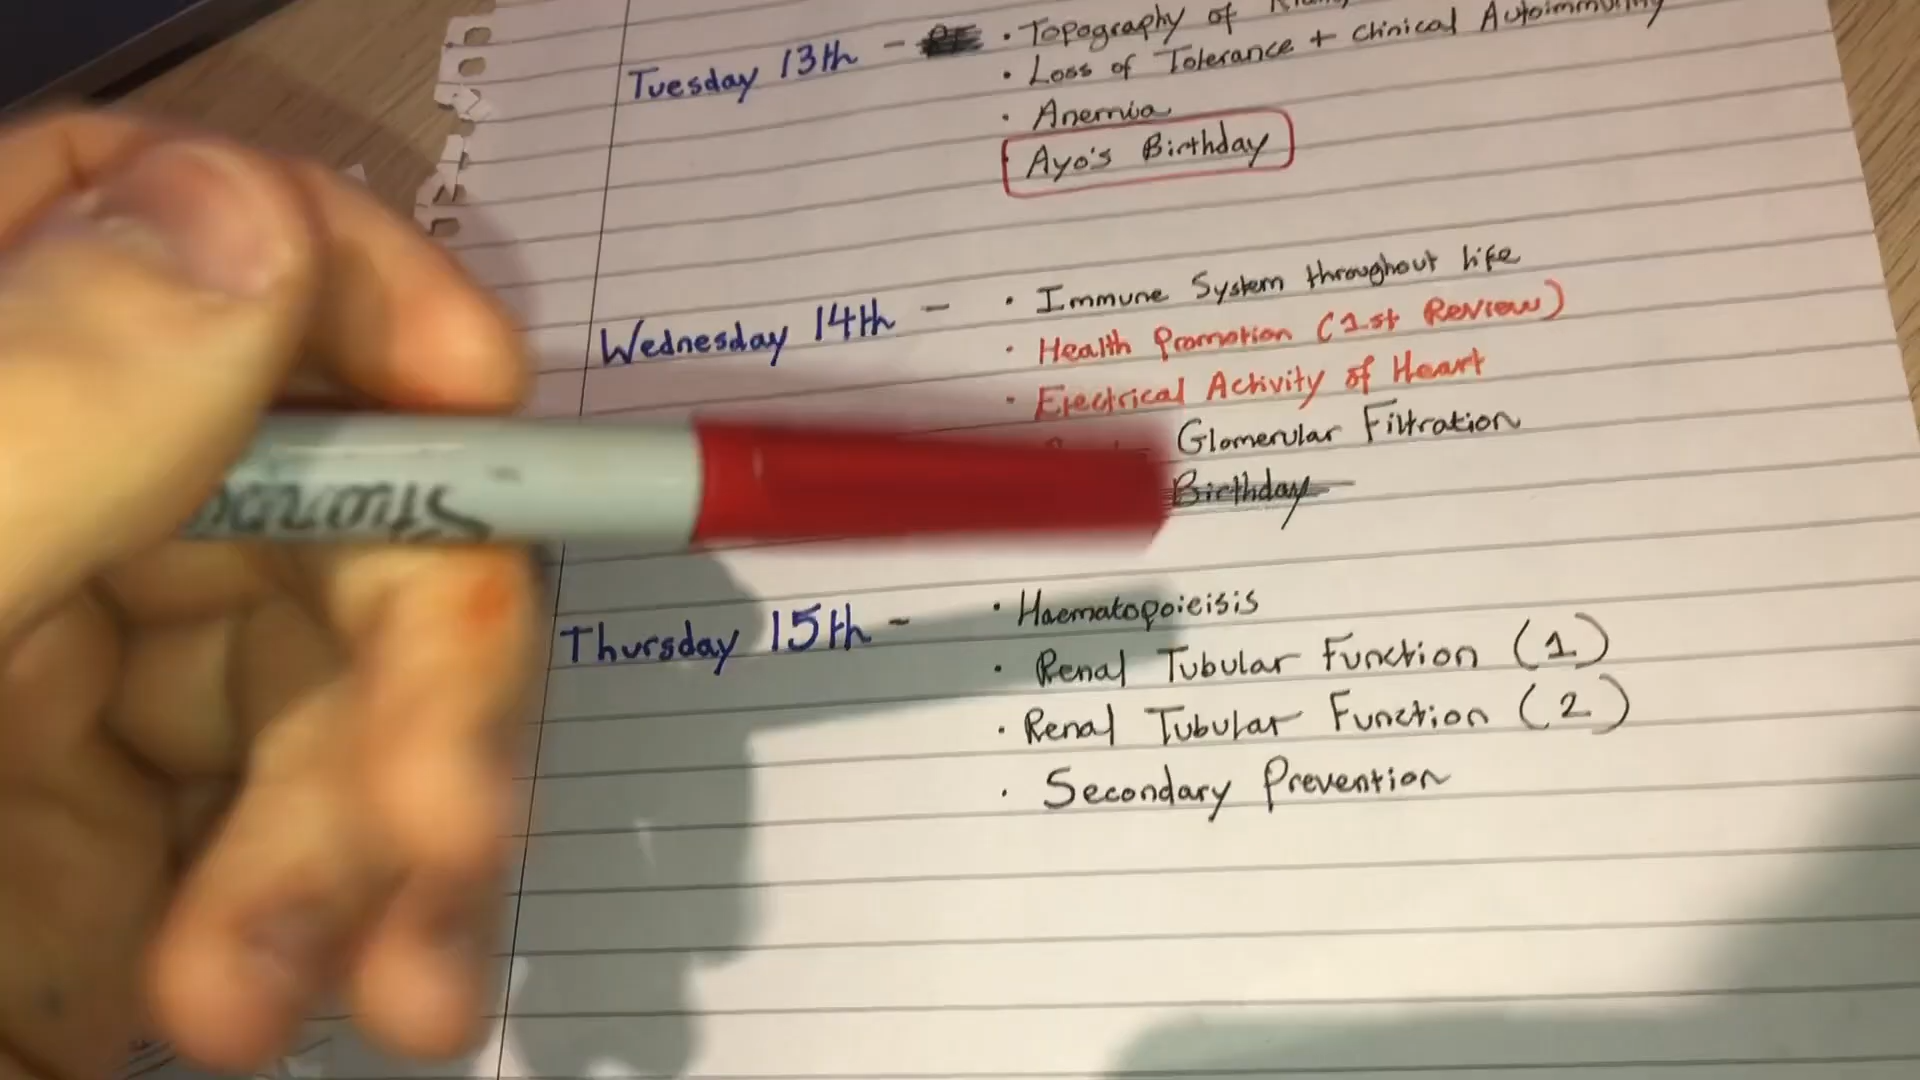 Tuesday 13th - • Topography of
• Loss of Tolerance + Clinical Autoimmunity
• Anemia
Ayo's Birthday
Wednesday 14th - • Immune System throughout life
• Health Promotion (1st Review)
• Electrical Activity of Heart
Glomerular Filtration
Birthday
Thursday 15th - • Haematopoieisis
• Renal Tubular Function (1)
• Renal Tubular Function (2)
• Secondary Prevention